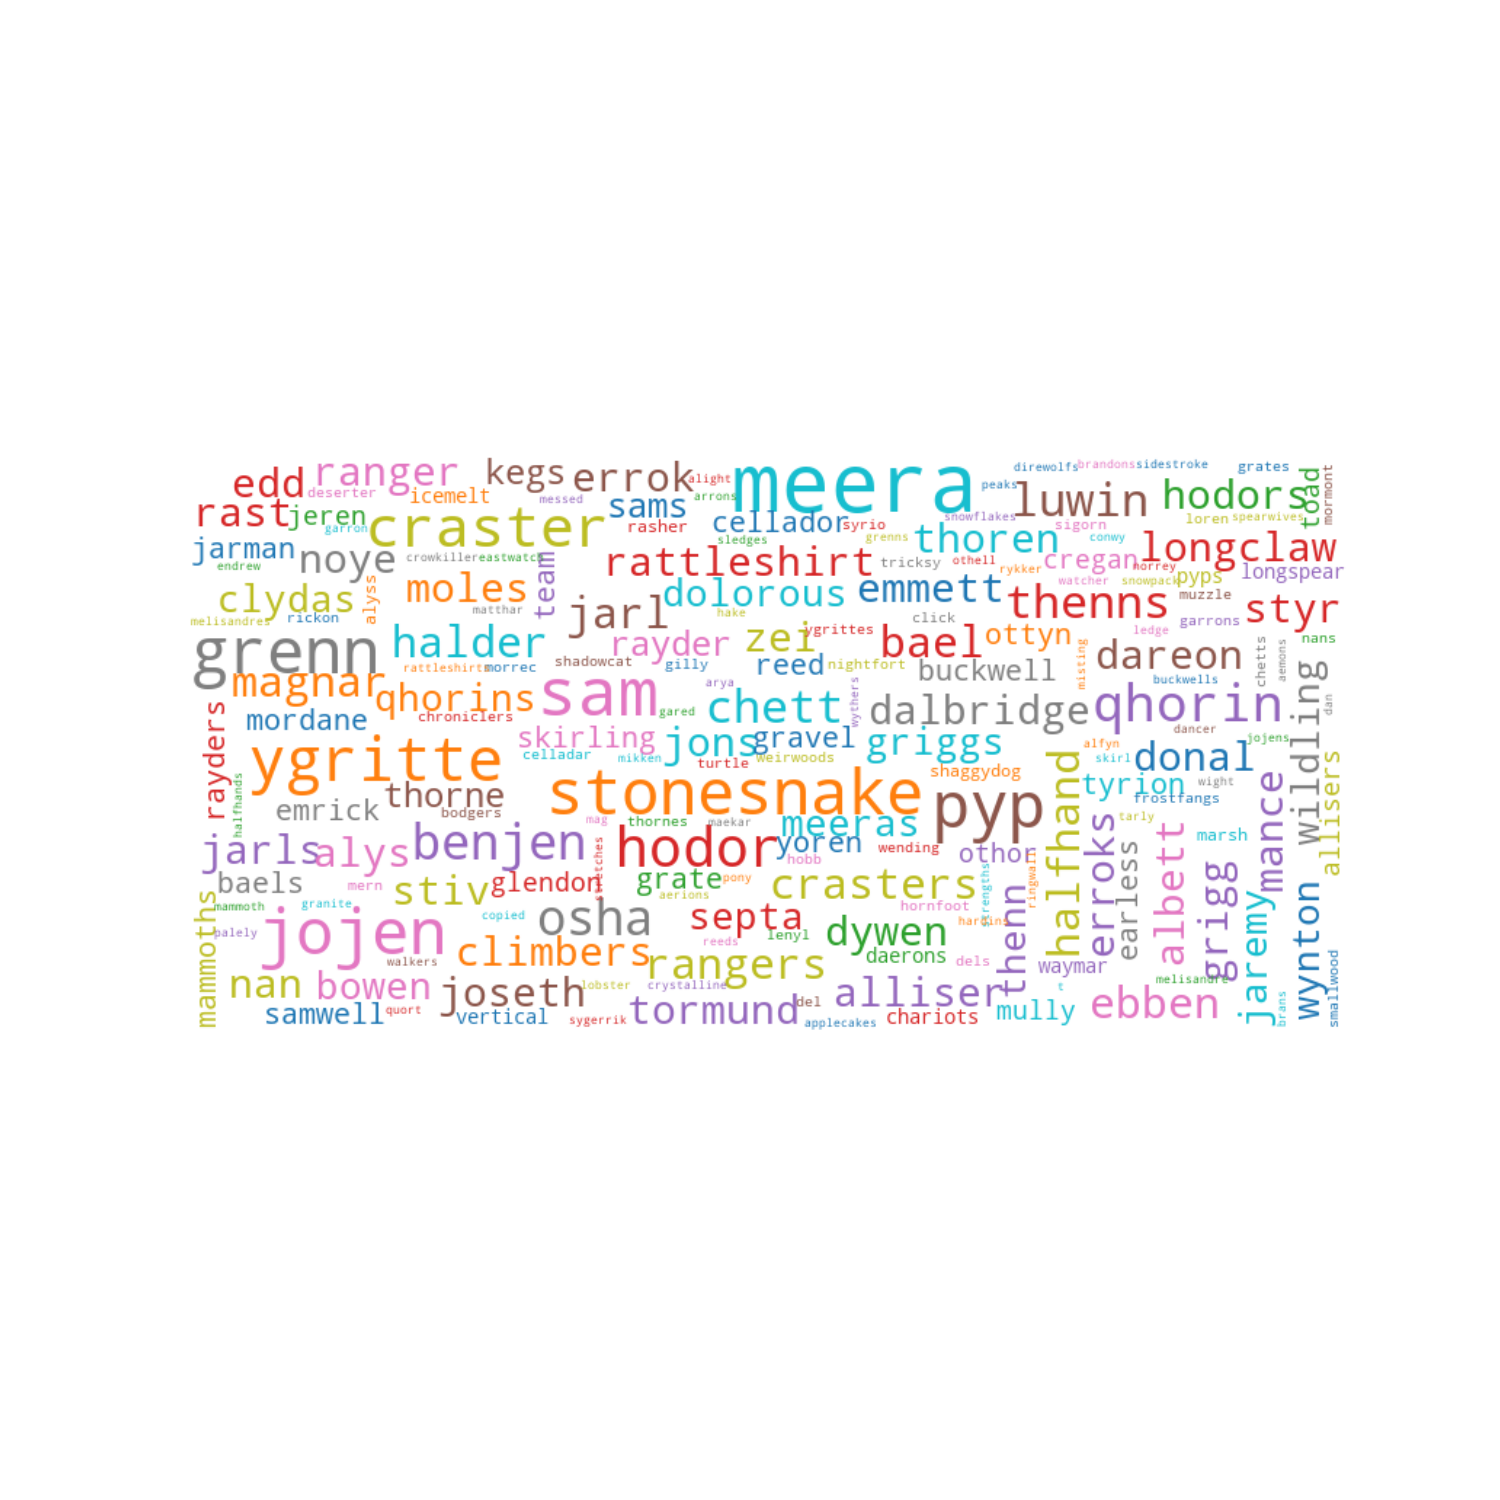 meera
edd
ranger
kegs
errok
alight
direwolfs
brandons
sidestroke
grates
deserter
icemelt
messed
sams
arrons
peaks
luwin
hodors
toad
mormont
rast
jeren
garron
craster
rasher
cellador
syrio
snowflakes
sigorn
loren
spearwives
jarman
endrew
noye
crowkiller
eastwatch
team
sledges
grenns
thoren
conwy
longclaw
rattleshirt
tricksy
othell
rykker
cregan
norrey
longspear
clydas
alyss
moles
matthar
jarl
dolorous
hake
emmett
watcher
snowpack
pyps
muzzle
thenns
styr
melisandres
rickon
halder
rayder
zei
ygrittes
click
bael
ottyn
ledge
garrons
nans
grenn
rattleshirts
morrec
shadowcat
gilly
reed
nightfort
buckwell
misting
dareon
chetts
aemons
wildling
magnar
qhorins
sam
arya
wythers
buckwells
dan
rayders
mordane
chroniclers
gared
chett
dalbridge
qhorin
dancer
jojens
skirling
celladar
jons
mikken
gravel
griggs
alfyn
skirl
donal
ygritte
turtle
weirwoods
shaggydog
halfhand
tyrion
wight
allisers
halfhands
thorne
stonesnake
pyp
frostfangs
mance
emrick
bodgers
mag
thornes
maekar
meeras
tarly
jarls
alys
benjen
hodor
yoren
wending
othor
erroks
albett
marsh
hobb
stretches
baels
mern
stiv
glendon
grate
pony
aerions
crasters
ringwall
strengths
earless
grigg
mammoths
mammoth
granite
copied
osha
septa
hornfoot
hardins
thenn
jeremy
wynton
palely
jojen
reeds
lenyl
dywen
daerons
dels
waymar
walkers
climbers
rangers
melisandre
smallwood
nan
bowen
joseth
lobster
crystalline
del
alliser
t
ebben
brans
samwell
quort
vertical
sygerrik
tormund
applecakes
chariots
mully